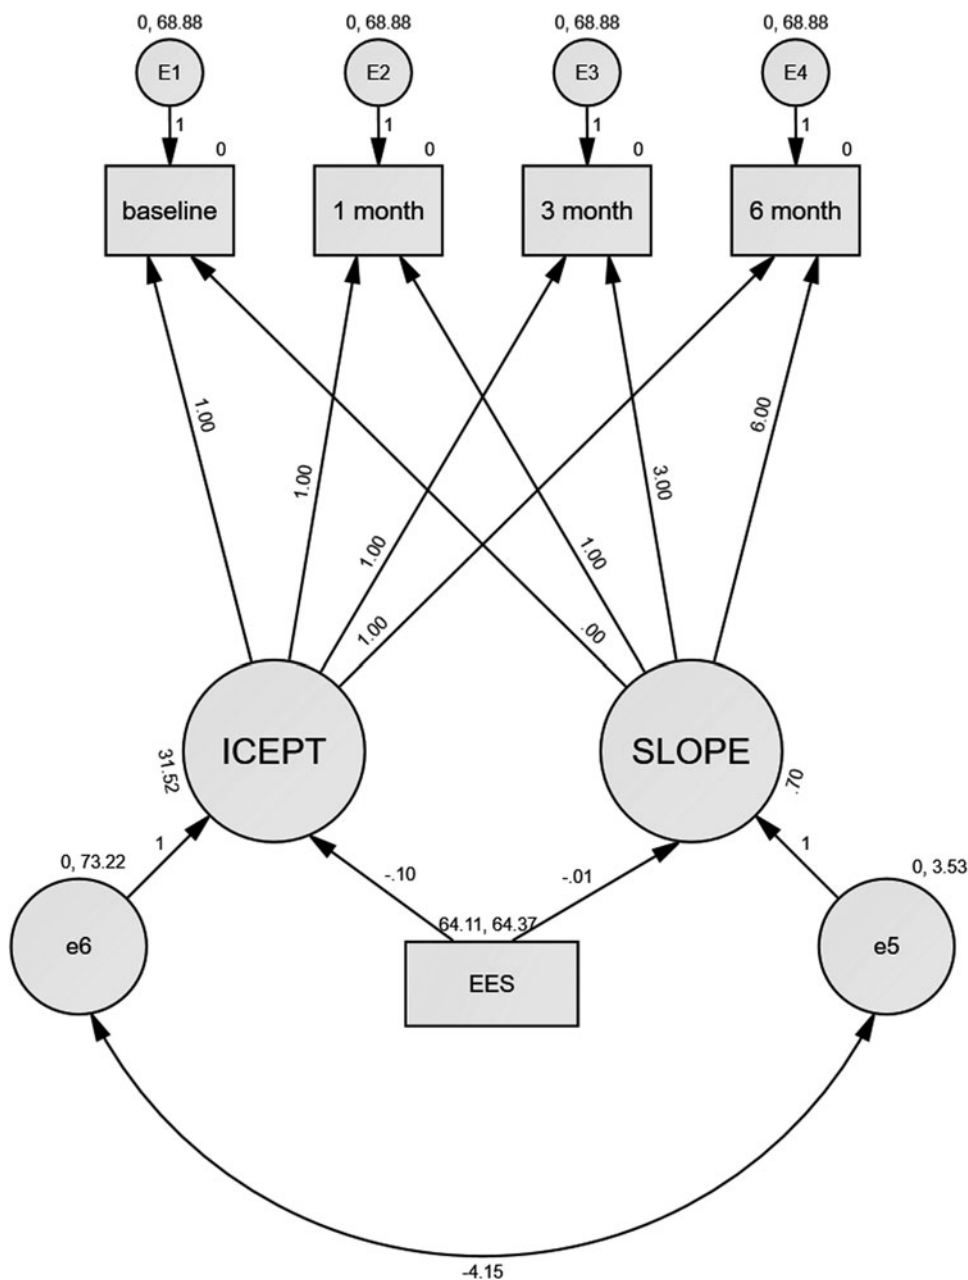 0, 68.88 0, 68.88 0, 68.88 0, 68.88
E1 E2 E3 E4
1 1 1 1
0 0 0 0
baseline 1 month 3 month 6 month
1.00 6.00
1.00 3.00
1.00 1.00
1.00 .00
ICEPT SLOPE
31.52 .70
1 1
0, 73.22 0, 3.53
-.10 -.01
64.11, 64.37
e6 e5
EES
-4.15